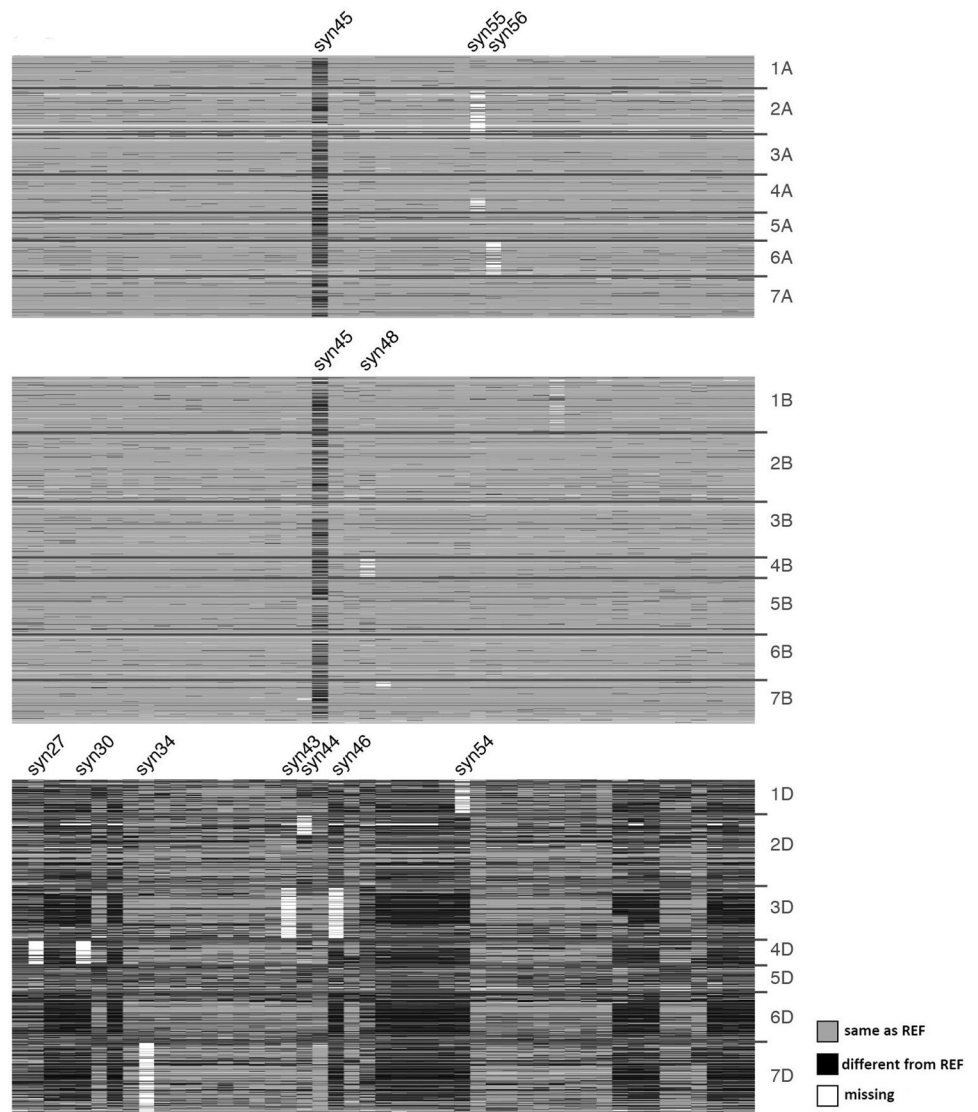 syn45 syn55 syn56
1A
2A
3A
4A
5A
6A
7A
syn45 syn48
1B
2B
3B
4B
5B
6B
7B
syn27 syn30 syn34 syn43 syn44 syn46 syn54
1D
2D
3D
4D
5D
6D
7D
same as REF
different from REF
missing